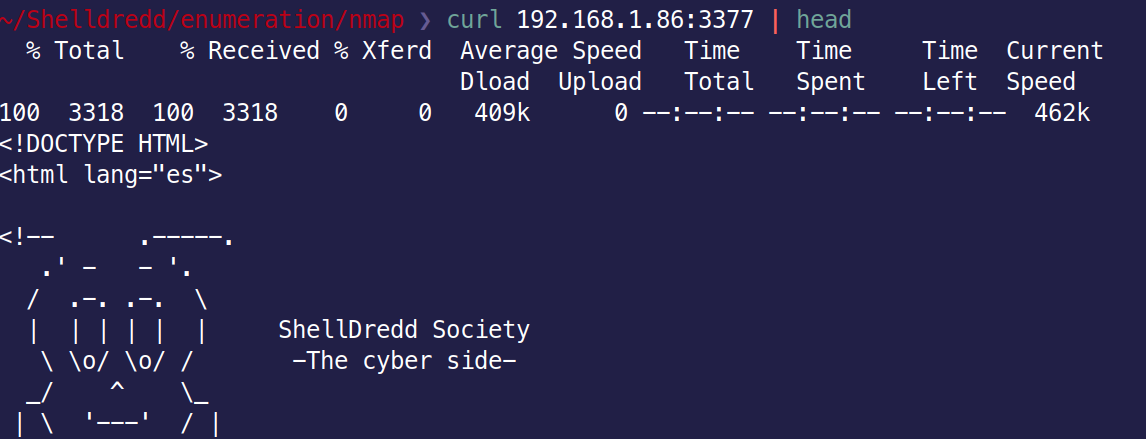 ~/Shelldredd/enumeration/nmap ❯ curl 192.168.1.86:3377 | head
  % Total    % Received % Xferd  Average Speed   Time    Time     Time  Current
                                 Dload  Upload   Total   Spent    Left  Speed
100  3318  100  3318    0     0   409k      0 --:--:-- --:--:-- --:--:--  462k
<!DOCTYPE HTML>
<html lang="es">
<!--      .-----.
   .' -   - '.
  /  .-. .-.  \
  |  | | | |  |     ShellDredd Society
   \ \o/ \o/ /       -The cyber side-
  _/    ^    \_
 | \  '---'  / |